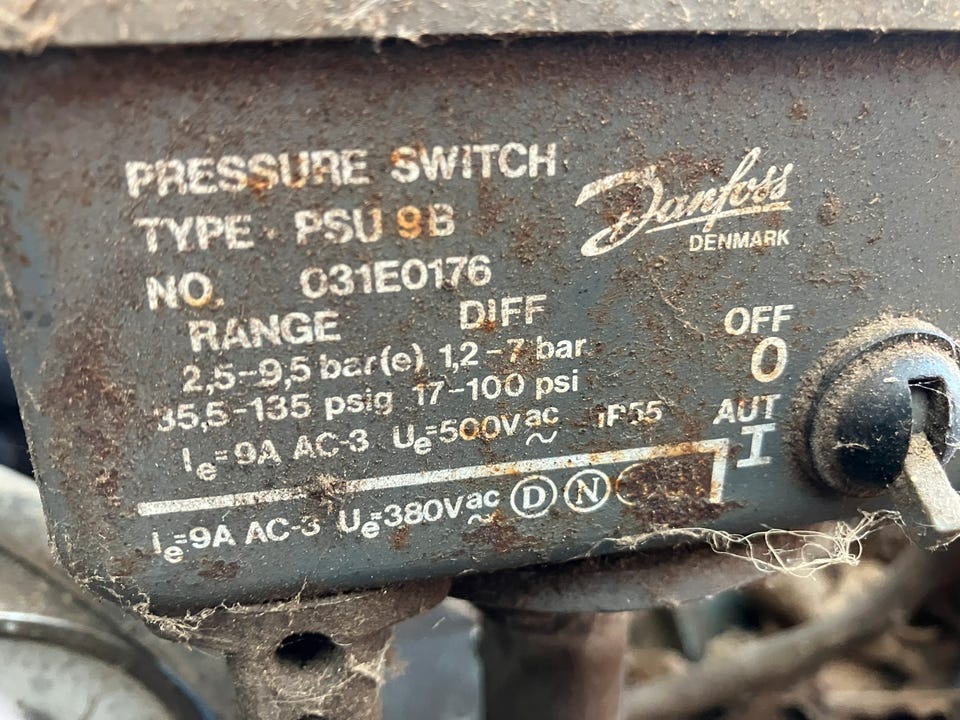 PRESSURE SWITCH
Danfoss
DENMARK
TYPE PSU 9B
NO. 031E0176
RANGE DIFF
2,5-9,5 bar(e) 1,2-7 bar
35,5-135 psig 17-100 psi
Ie=9A AC-3 Ue=500Vac~ IP55
Ie=9A AC-3 Ue=380Vac~ D N
OFF
O
AUT
I